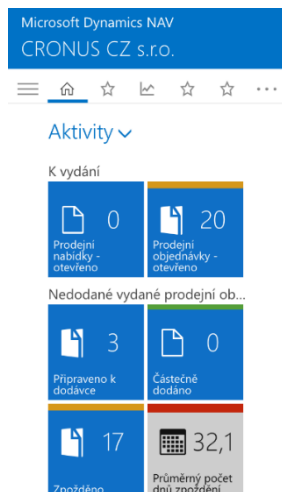 Microsoft Dynamics NAV
CRONUS CZ s.r.o.
Aktivity
K vydání
0
Prodejní
nabídky -
otevřeno
20
Prodejní
objednávky -
otevřeno
Nedodané vydané prodejní ob...
3
Připraveno k
dodávce
0
Částečně
dodáno
17
Zpožděno
32,1
Průměrný počet
dnů zpoždění